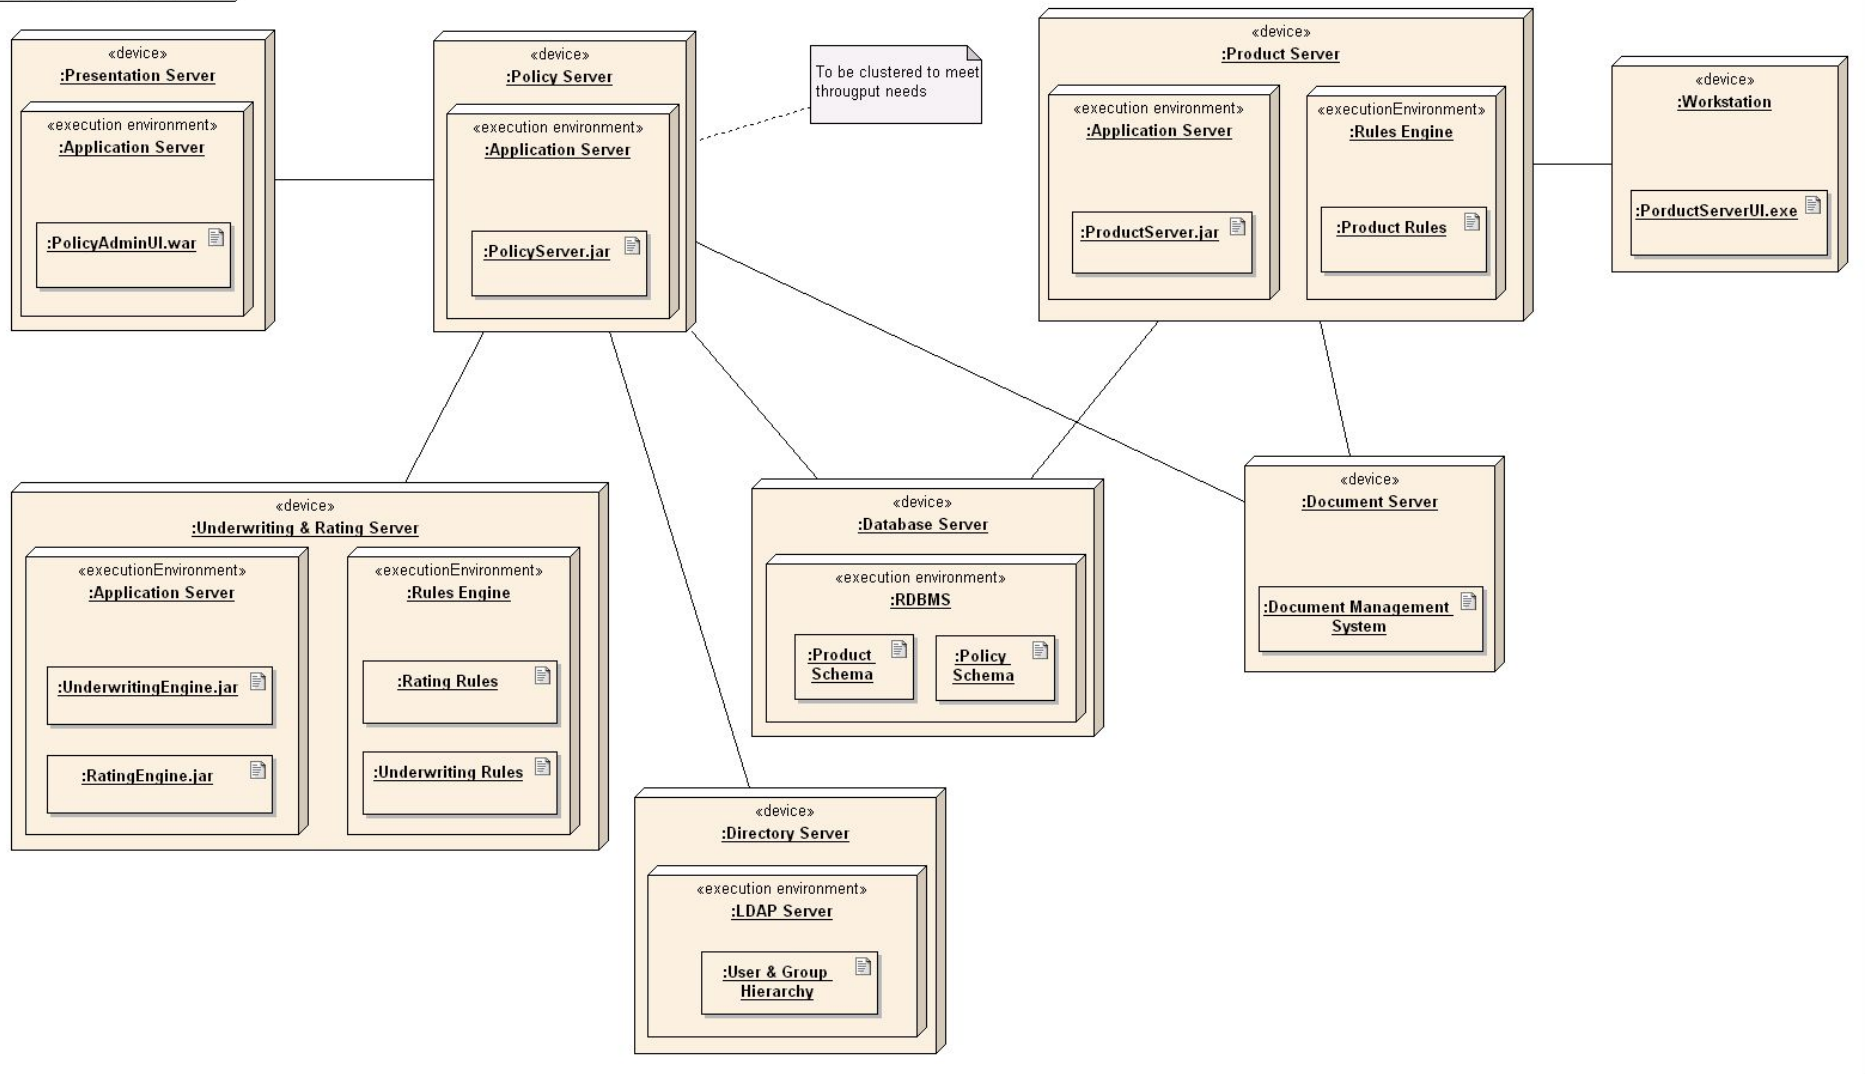 «device»
:Presentation Server
«execution environment»
:Application Server
:PolicyAdminUI.war
«device»
:Policy Server
«execution environment»
:Application Server
:PolicyServer.jar
To be clustered to meet
througput needs
«device»
:Product Server
«execution environment»
:Application Server
:ProductServer.jar
«executionEnvironment»
:Rules Engine
:Product Rules
«device»
:Workstation
:PorductServerUI.exe
«device»
:Underwriting & Rating Server
«executionEnvironment»
:Application Server
:UnderwritingEngine.jar
:RatingEngine.jar
«executionEnvironment»
:Rules Engine
:Rating Rules
:Underwriting Rules
«device»
:Database Server
«execution environment»
:RDBMS
:Product
Schema
:Policy
Schema
«device»
:Document Server
:Document Management
System
«device»
:Directory Server
«execution environment»
:LDAP Server
:User & Group
Hierarchy